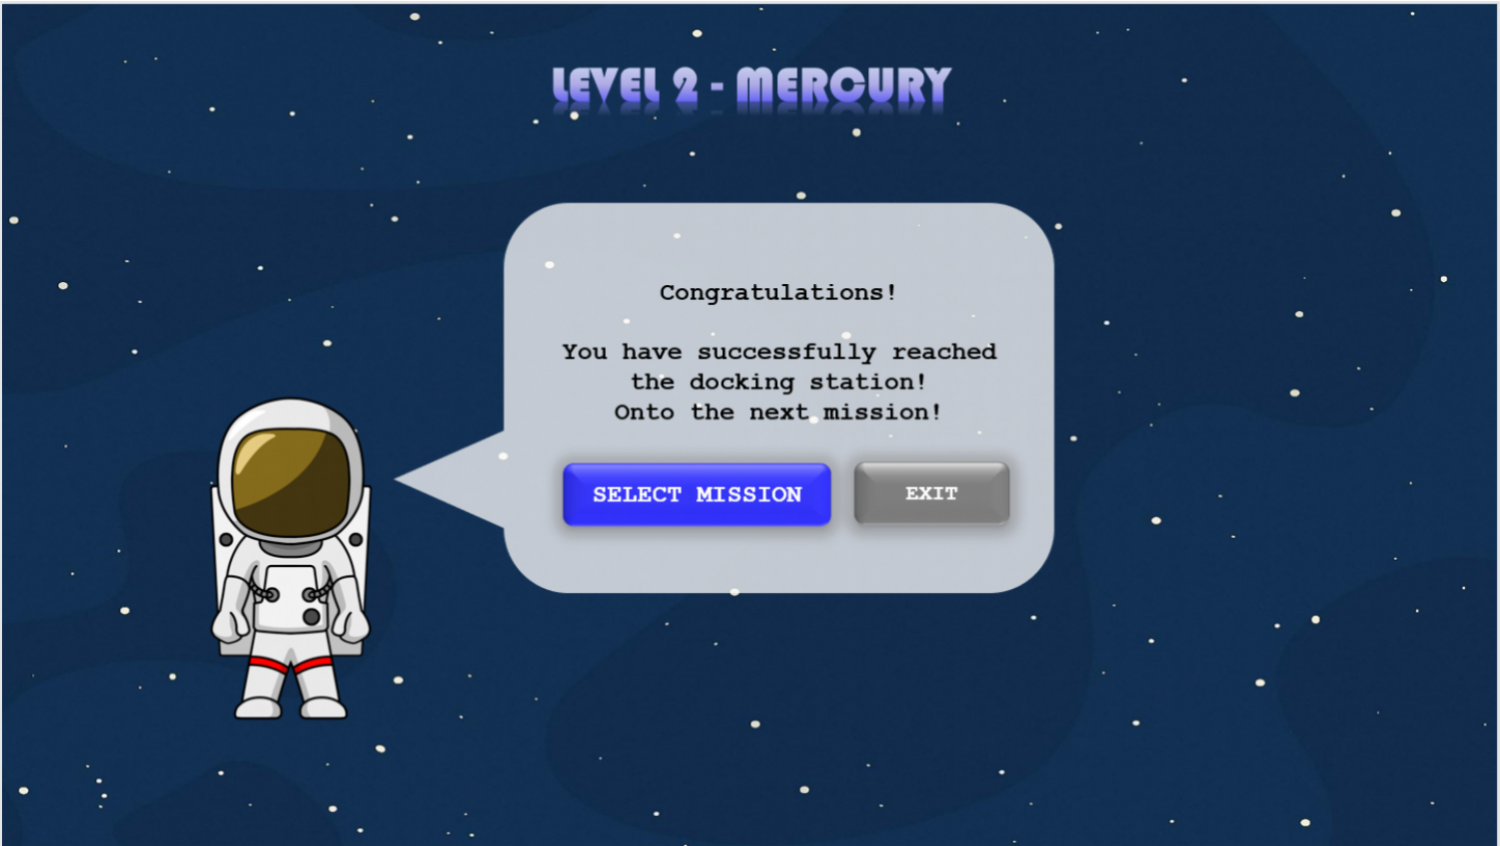 LEVEL 2 - MERCURY
Congratulations!
You have successfully reached
the docking station!
Onto the next mission!
SELECT MISSION
EXIT